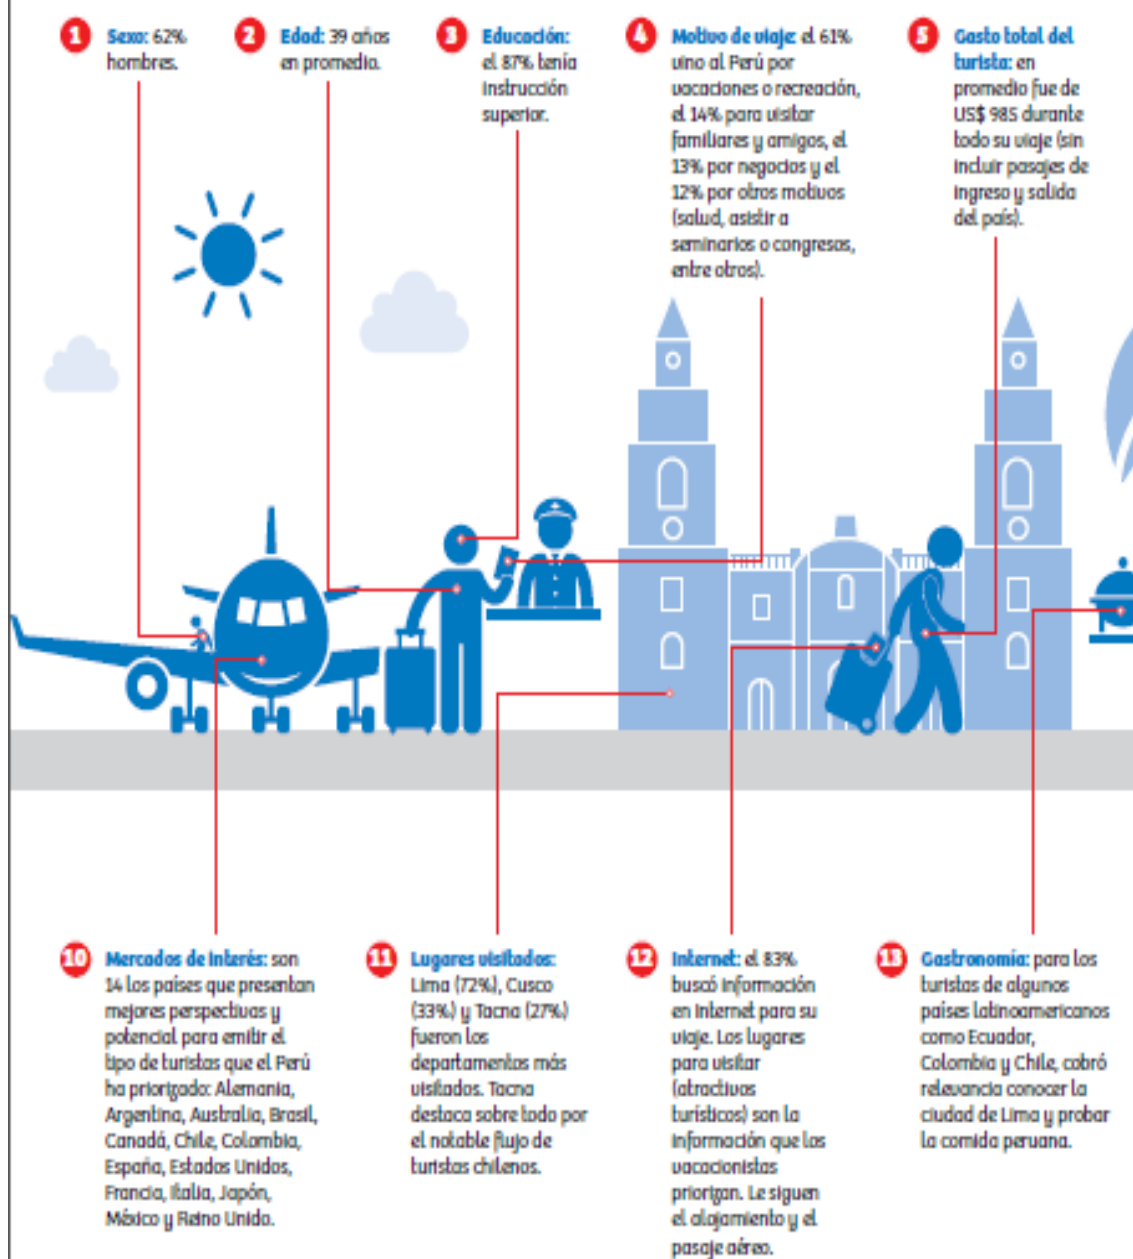 1 Sexo: 62%
hombres.
2 Edad: 39 años
en promedio.
3 Educación:
el 87% tenía
instrucción
superior.
4 Motivo de viaje: el 61%
vino al Perú por
vacaciones o recreación,
el 14% para visitar
familiares y amigos, el
13% por negocios y el
12% por otros motivos
(salud, asistir a
seminarios o congresos,
entre otros).
5 Gasto total del
turista: en
promedio fue de
US$ 985 durante
todo su viaje (sin
incluir pasajes de
ingreso y salida
del país).
10 Mercados de interés: son
14 los países que presentan
mejores perspectivas y
potencial para emitir el
tipo de turistas que el Perú
ha priorizado: Alemania,
Argentina, Australia, Brasil,
Canadá, Chile, Colombia,
España, Estados Unidos,
Francia, Italia, Japón,
México y Reino Unido.
11 Lugares visitados:
Lima (72%), Cusco
(33%) y Tacna (27%)
fueron los
departamentos más
visitados. Tacna
destaca sobre todo por
el notable flujo de
turistas chilenos.
12 Internet: el 83%
buscó información
en Internet para su
viaje. Los lugares
para visitar
(atractivos
turísticos) son la
información que los
vacacionistas
priorizan. Le siguen
el alojamiento y el
pasaje aéreo.
13 Gastronomía: para los
turistas de algunos
países latinoamericanos
como Ecuador,
Colombia y Chile, cobró
relevancia conocer la
ciudad de Lima y probar
la comida peruana.